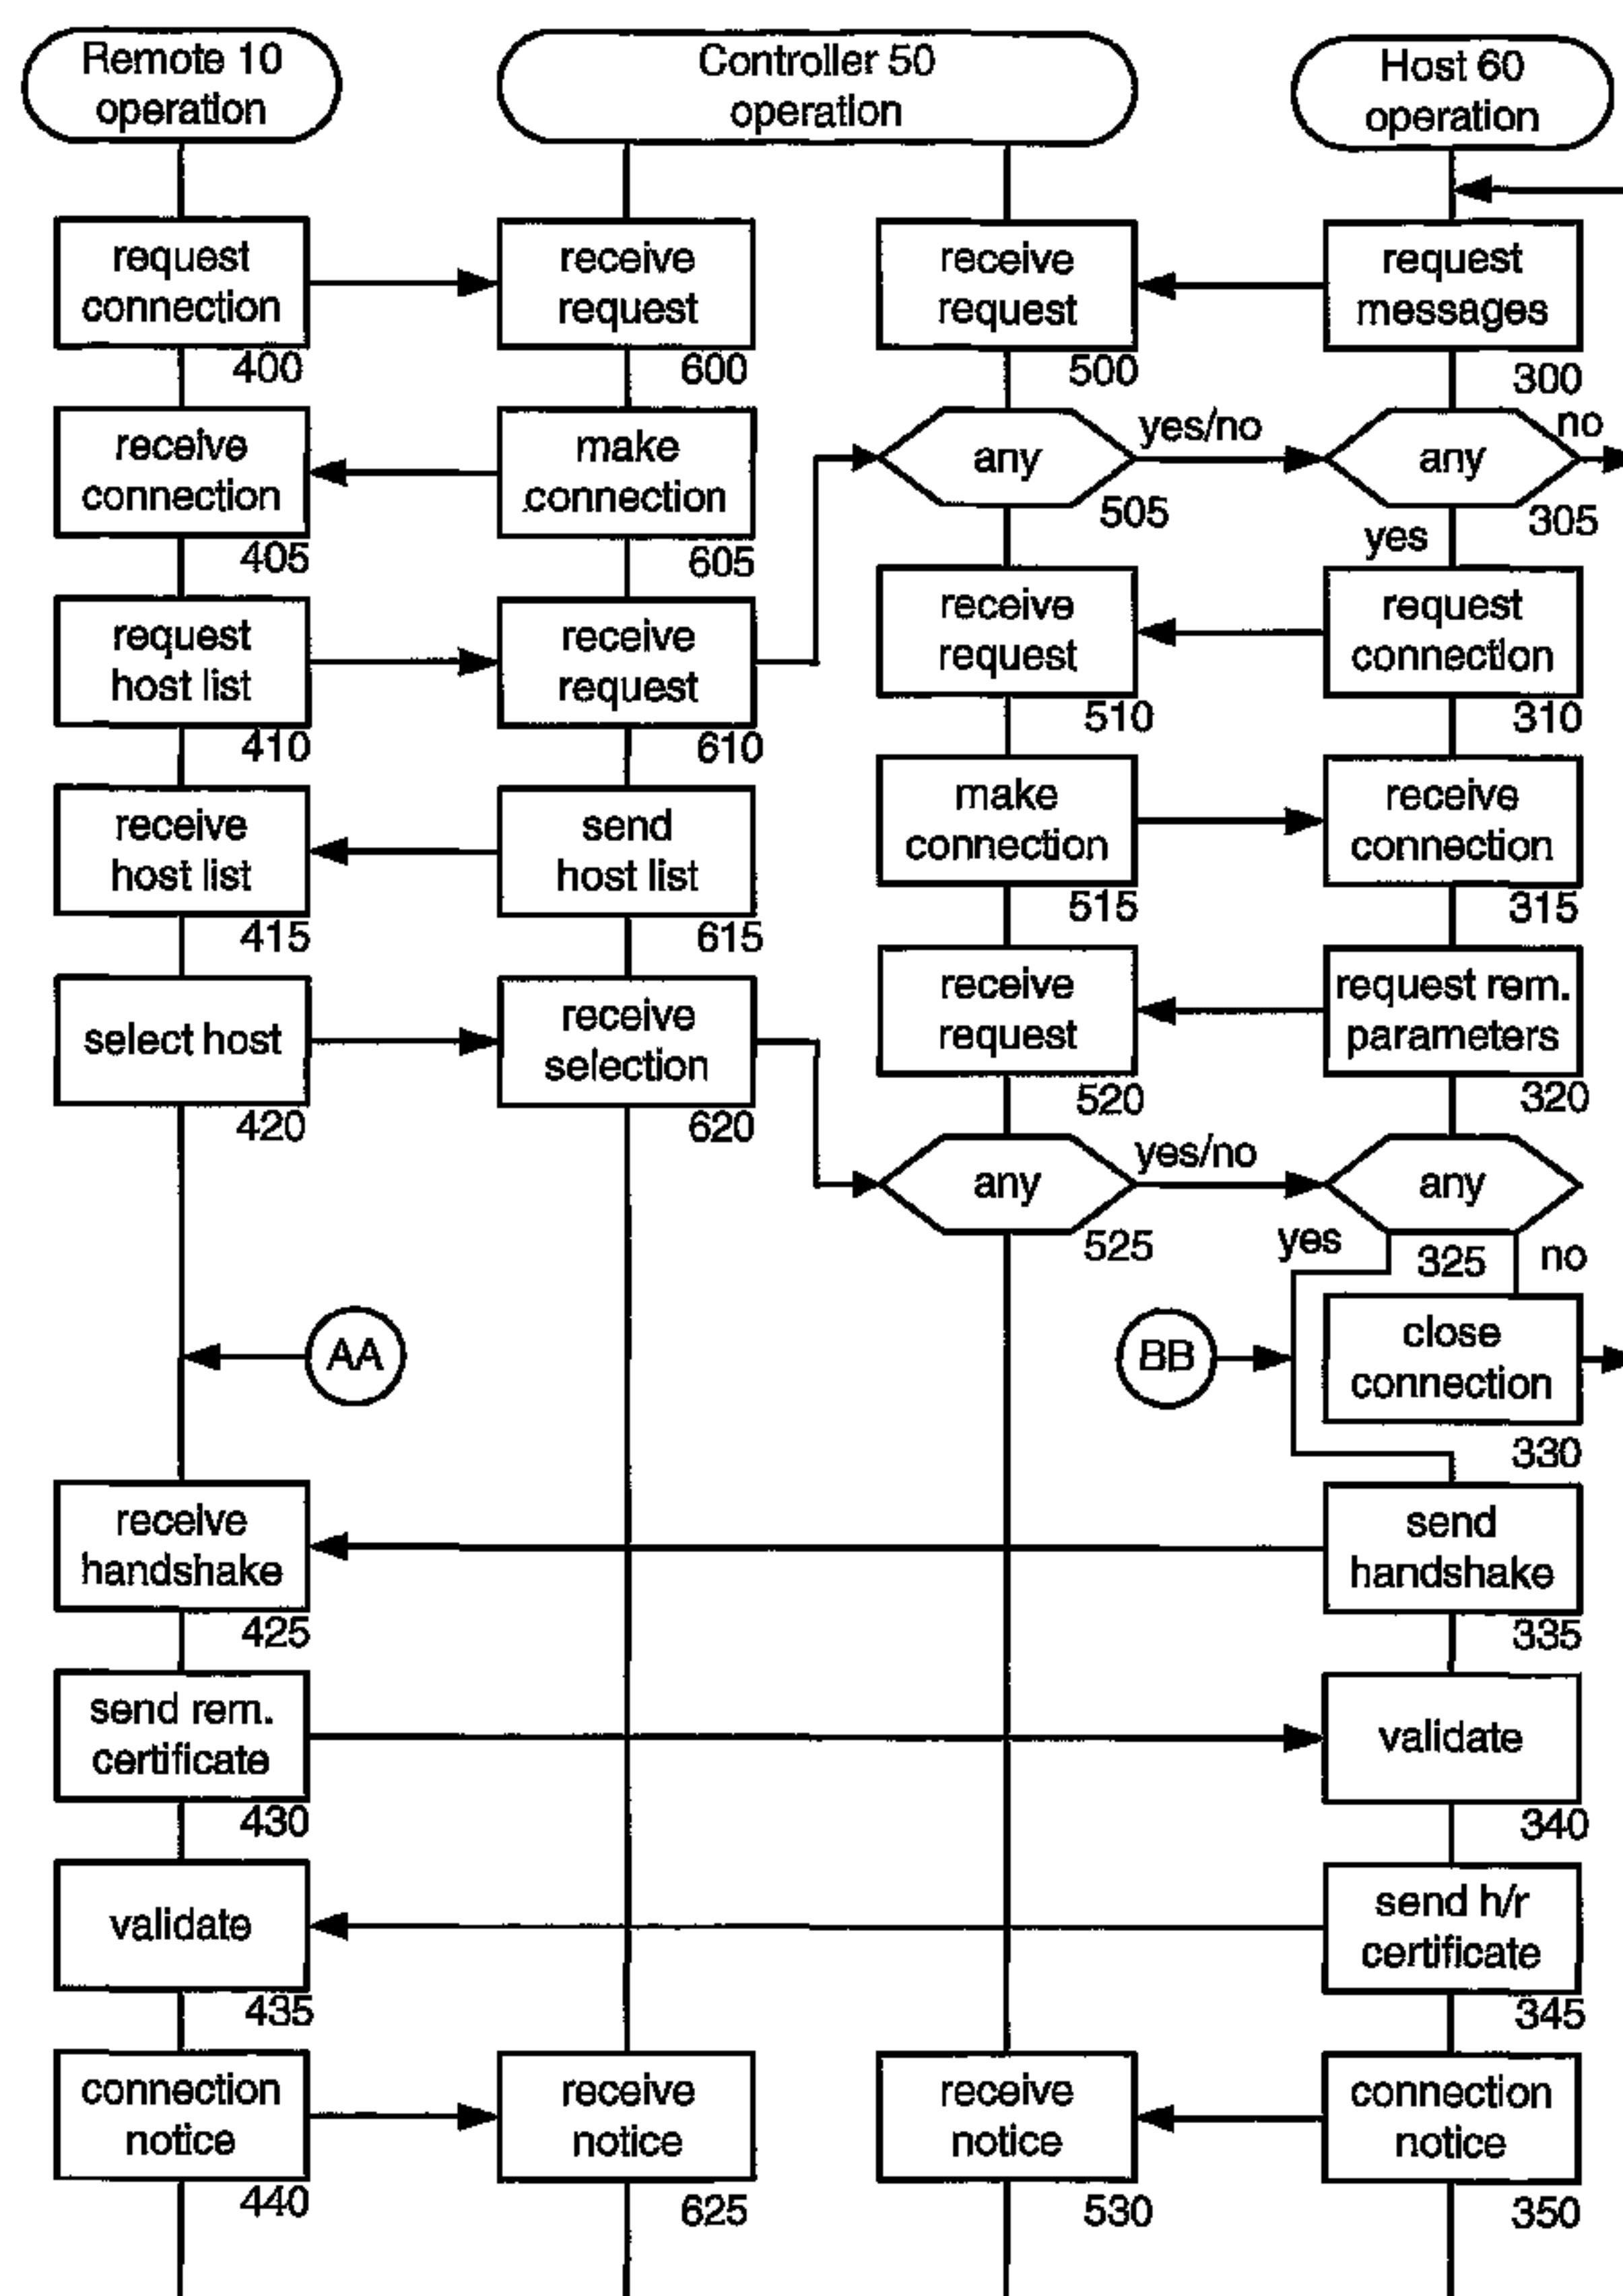 Remote 10
operation
Controller 50
operation
Host 60
operation
request
connection
400
receive
request
600
receive
request
500
request
messages
300
receive
connection
405
make
connection
605
any
yes/no
505
any
no
305
yes
request
host list
410
receive
request
610
receive
request
510
request
connection
310
receive
host list
415
send
host list
615
make
connection
515
receive
connection
315
select host
420
receive
selection
620
receive
request
520
request rem.
parameters
320
any
yes/no
525
any
yes
325
no
AA
BB
close
connection
330
receive
handshake
425
send
handshake
335
send rem.
certificate
430
validate
340
validate
435
send h/r
certificate
345
connection
notice
440
receive
notice
625
receive
notice
530
connection
notice
350